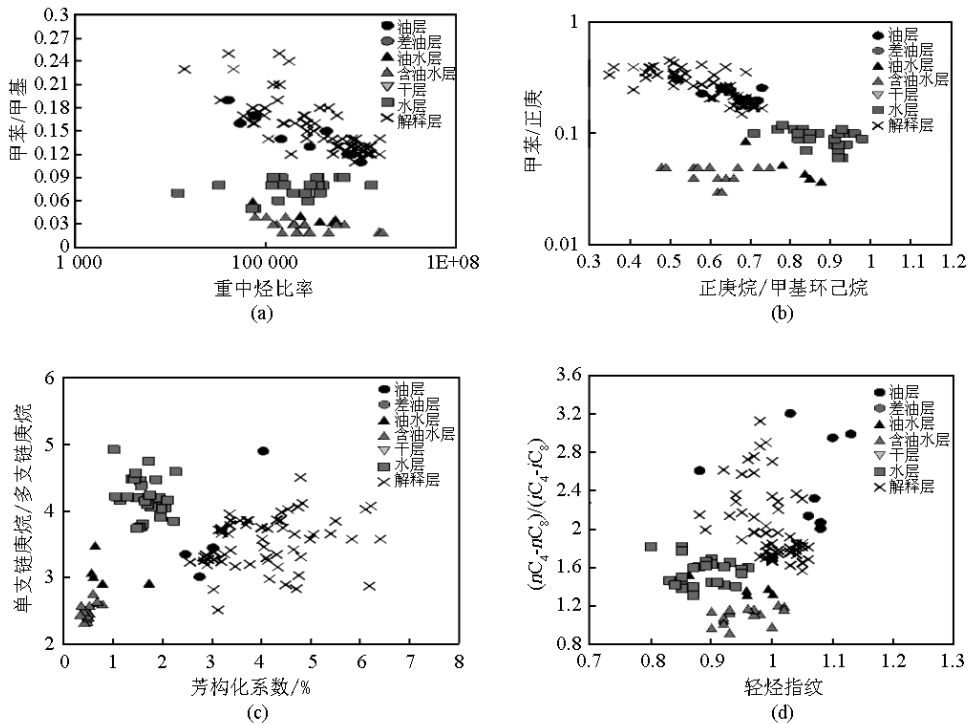 0.3
0.27
0.24
0.21
0.18
0.15
0.12
0.09
0.06
0.03
0
甲苯/甲基
1 000
100 000
1E+08
重中烃比率
(a)
油层
差油层
油水层
含油水层
干层
水层
解释层
1
0.1
0.01
甲苯/正庚
0.3 0.4 0.5 0.6 0.7 0.8 0.9 1 1.1 1.2
正庚烷/甲基环己烷
(b)
油层
差油层
油水层
含油水层
干层
水层
解释层
6
5
4
3
2
单支链庚烷/多支链庚烷
0 1 2 3 4 5 6 7 8
芳构化系数/%
(c)
油层
差油层
油水层
含油水层
干层
水层
解释层
3.6
3.2
2.8
2.4
2
1.6
1.2
0.8
(nC₄-nC₈)/(iC₄-iC₈)
0.7 0.8 0.9 1 1.1 1.2 1.3
轻烃指纹
(d)
油层
差油层
油水层
含油水层
干层
水层
解释层